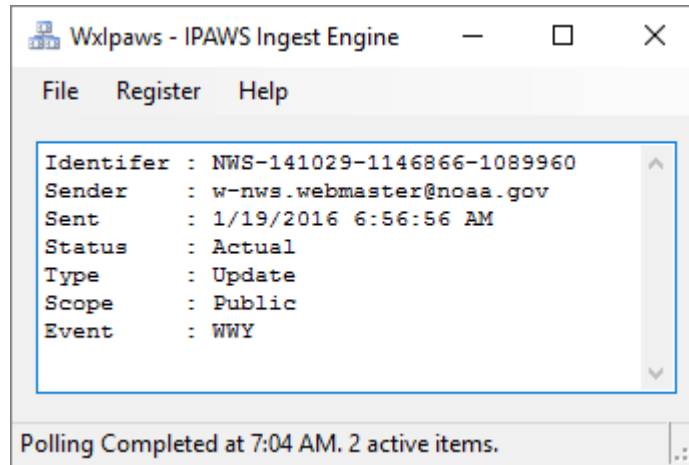 WxIpaws - IPAWS Ingest Engine
File Register Help
Identifer : NWS-141029-1146866-1089960
Sender : w-nws.webmaster@noaa.gov
Sent : 1/19/2016 6:56:56 AM
Status : Actual
Type : Update
Scope : Public
Event : WWY
Polling Completed at 7:04 AM. 2 active items.